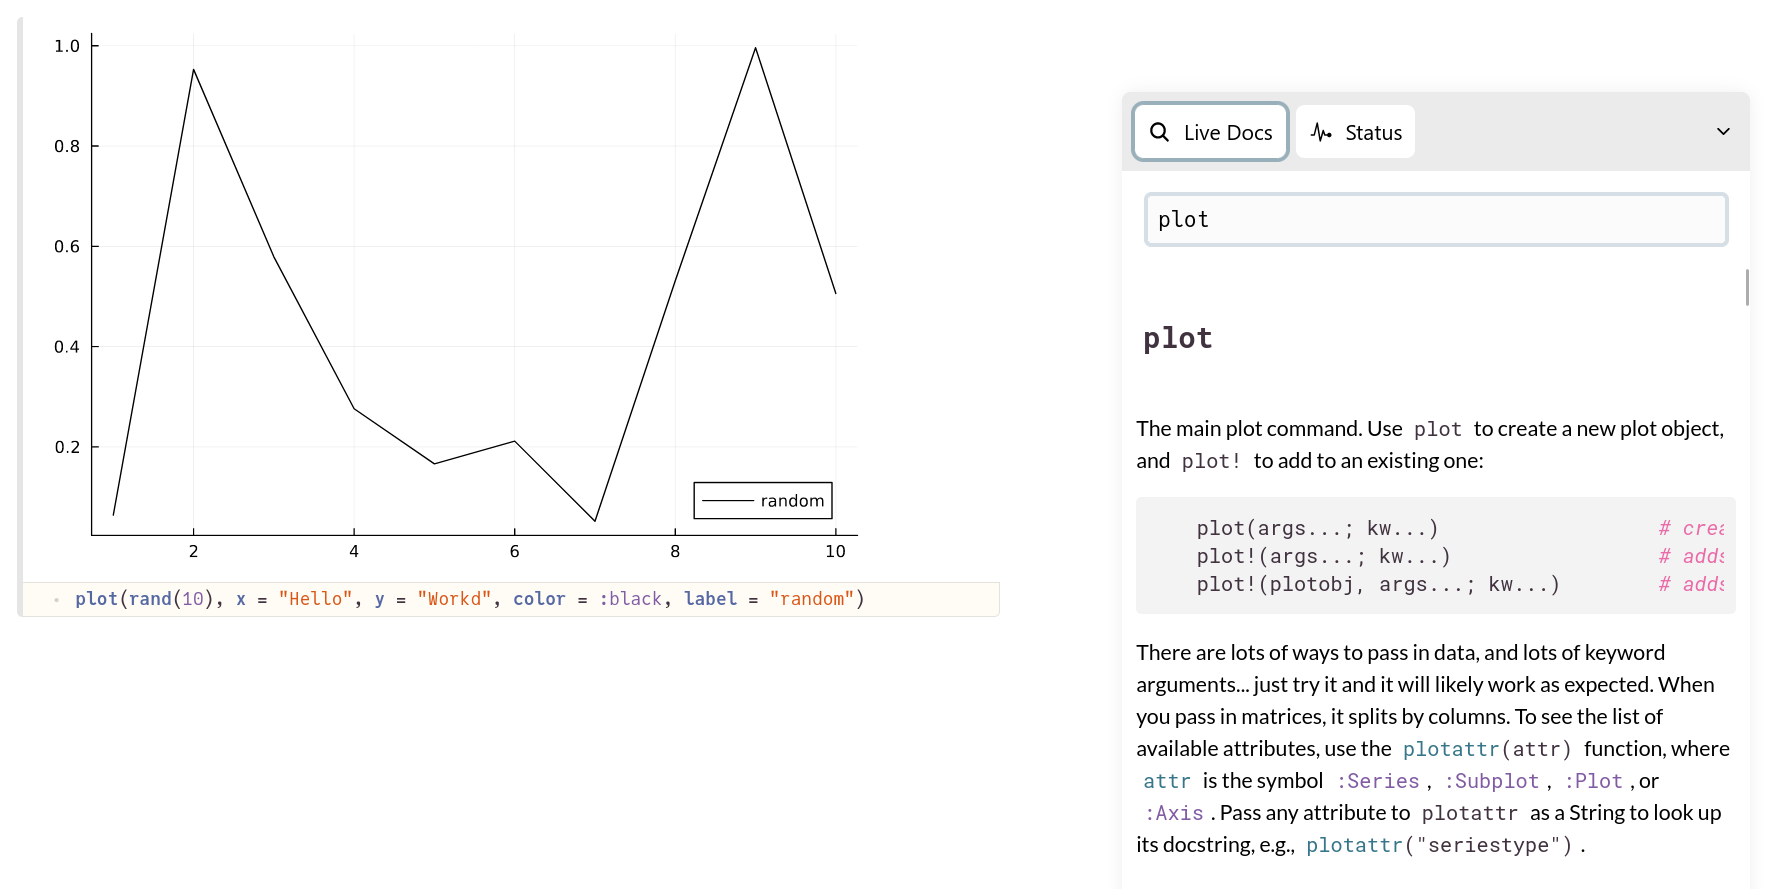 1.0
0.8
0.6
0.4
0.2
random
2 4 6 8 10
plot(rand(10), x = "Hello", y = "Workd", color = :black, label = "random")
Live Docs Status
plot
plot
The main plot command. Use plot to create a new plot object,
and plot! to add to an existing one:
plot(args...; kw...) # crea
plot!(args...; kw...) # adds
plot!(plotobj, args...; kw...) # adds
There are lots of ways to pass in data, and lots of keyword
arguments... just try it and it will likely work as expected. When
you pass in matrices, it splits by columns. To see the list of
available attributes, use the plotattr(attr) function, where
attr is the symbol :Series , :Subplot , :Plot , or
:Axis . Pass any attribute to plotattr as a String to look up
its docstring, e.g., plotattr("seriestype") .